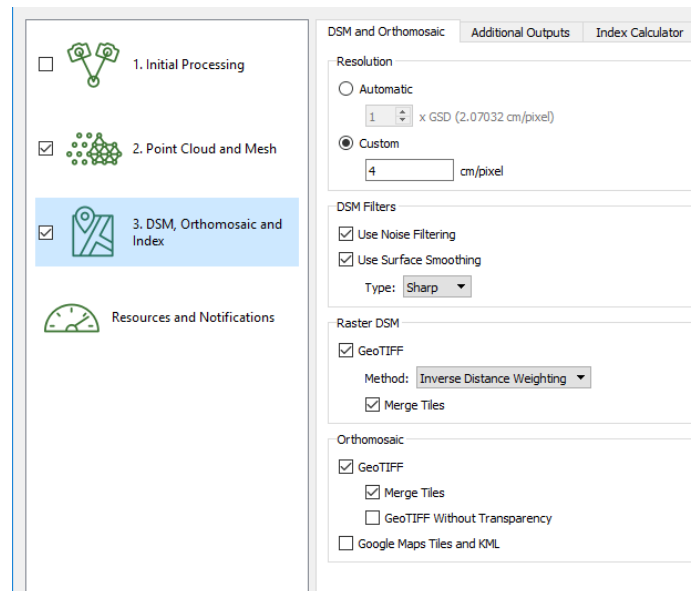 1. Initial Processing
2. Point Cloud and Mesh
3. DSM, Orthomosaic and
Index
Resources and Notifications
DSM and Orthomosaic
Additional Outputs
Index Calculator
Resolution
Automatic
1 x GSD (2.07032 cm/pixel)
Custom
4 cm/pixel
DSM Filters
Use Noise Filtering
Use Surface Smoothing
Type: Sharp
Raster DSM
GeoTIFF
Method: Inverse Distance Weighting
Merge Tiles
Orthomosaic
GeoTIFF
Merge Tiles
GeoTIFF Without Transparency
Google Maps Tiles and KML